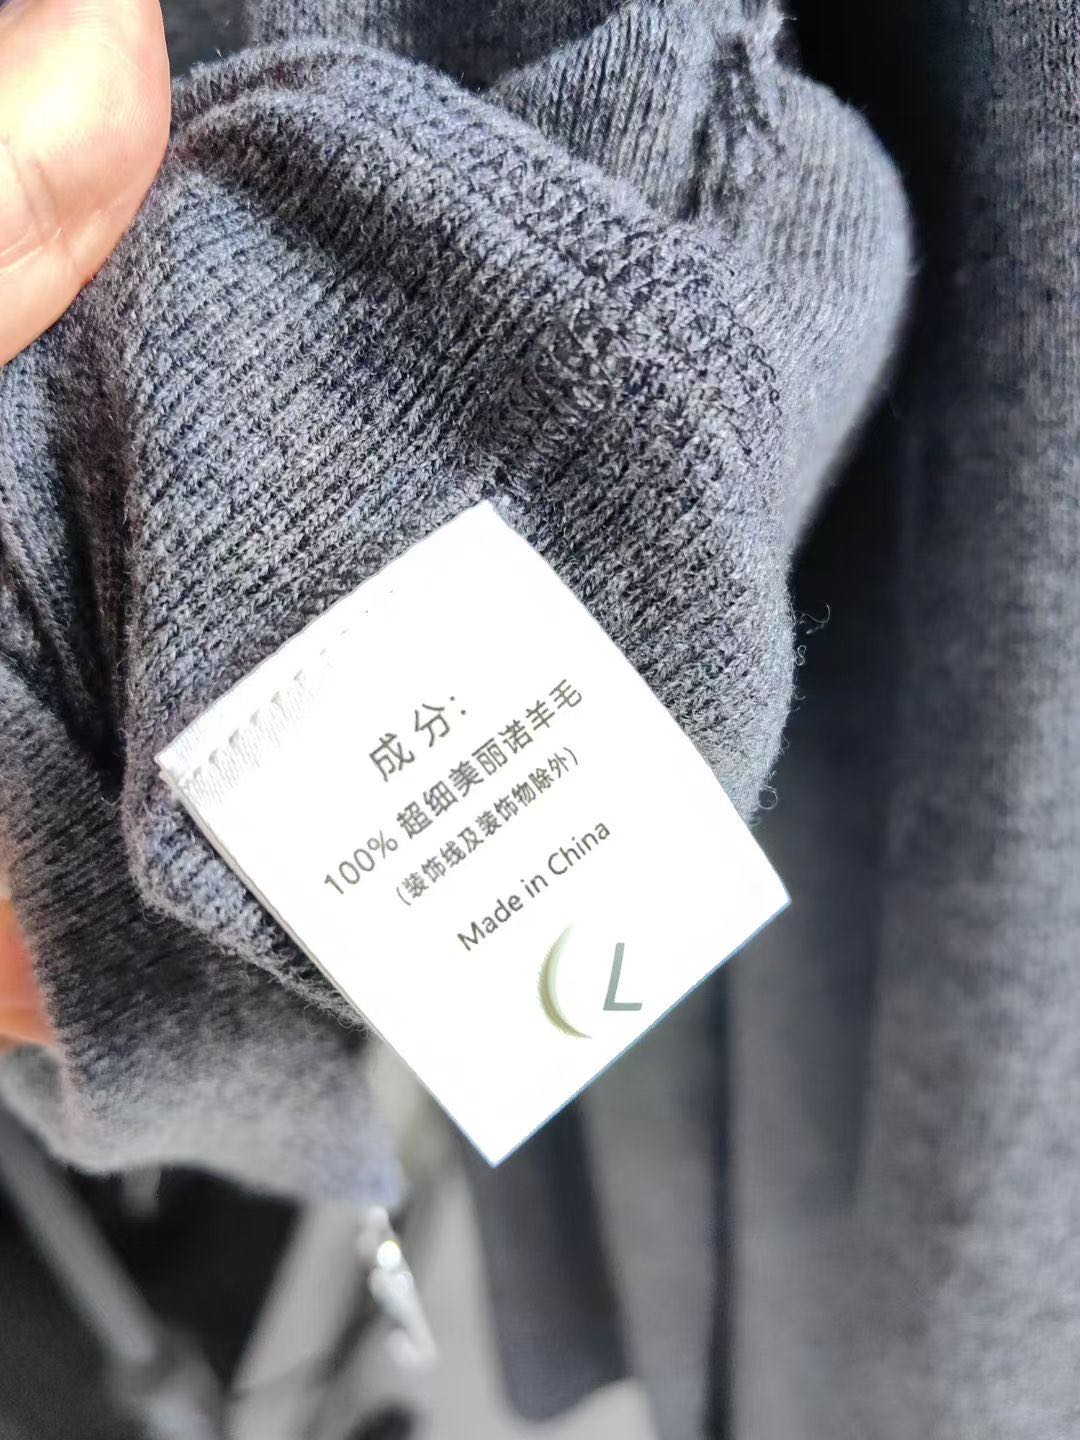 成分：
100% 超细美丽诺羊毛
（装饰线及装饰物除外）
Made in China
L